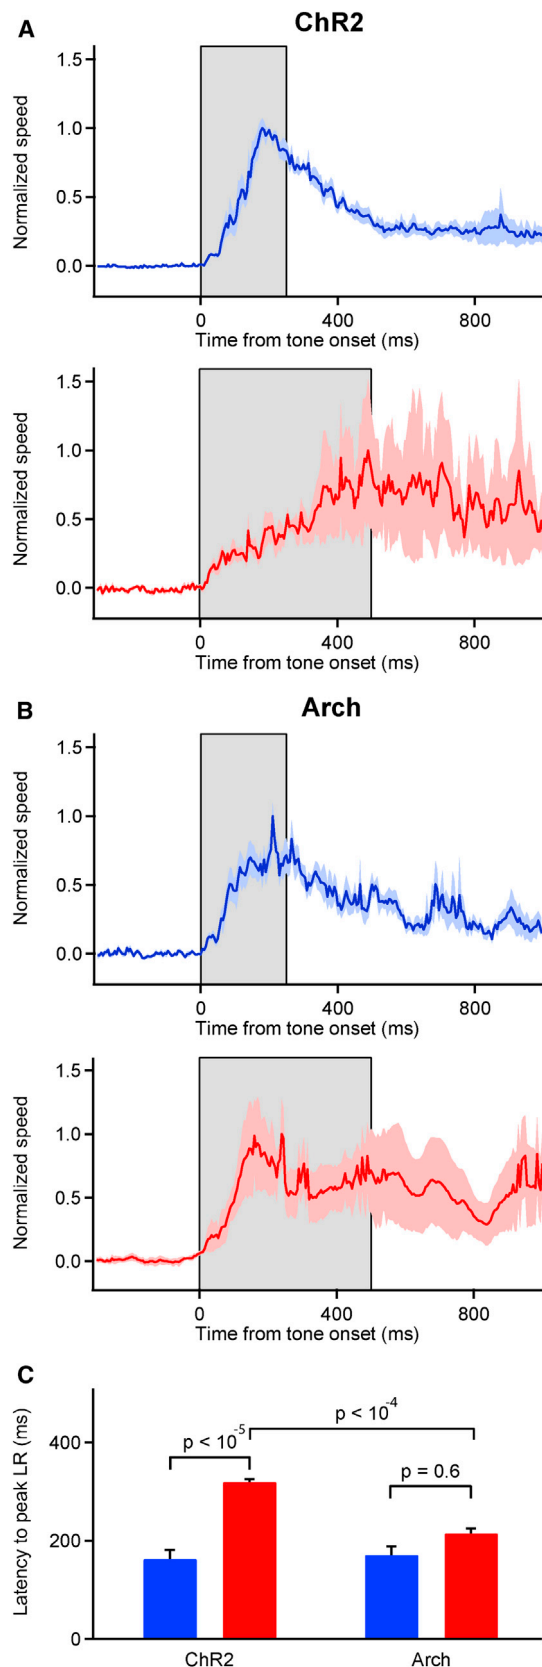 A
ChR2
Normalized speed
1.5
1.0
0.5
0.0
0 400 800
Time from tone onset (ms)
Normalized speed
1.5
1.0
0.5
0.0
0 400 800
Time from tone onset (ms)
B
Arch
Normalized speed
1.5
1.0
0.5
0.0
0 400 800
Time from tone onset (ms)
Normalized speed
1.5
1.0
0.5
0.0
0 400 800
Time from tone onset (ms)
C
Latency to peak LR (ms)
400
200
0
p < 10⁻⁵
p < 10⁻⁴
p = 0.6
ChR2 Arch